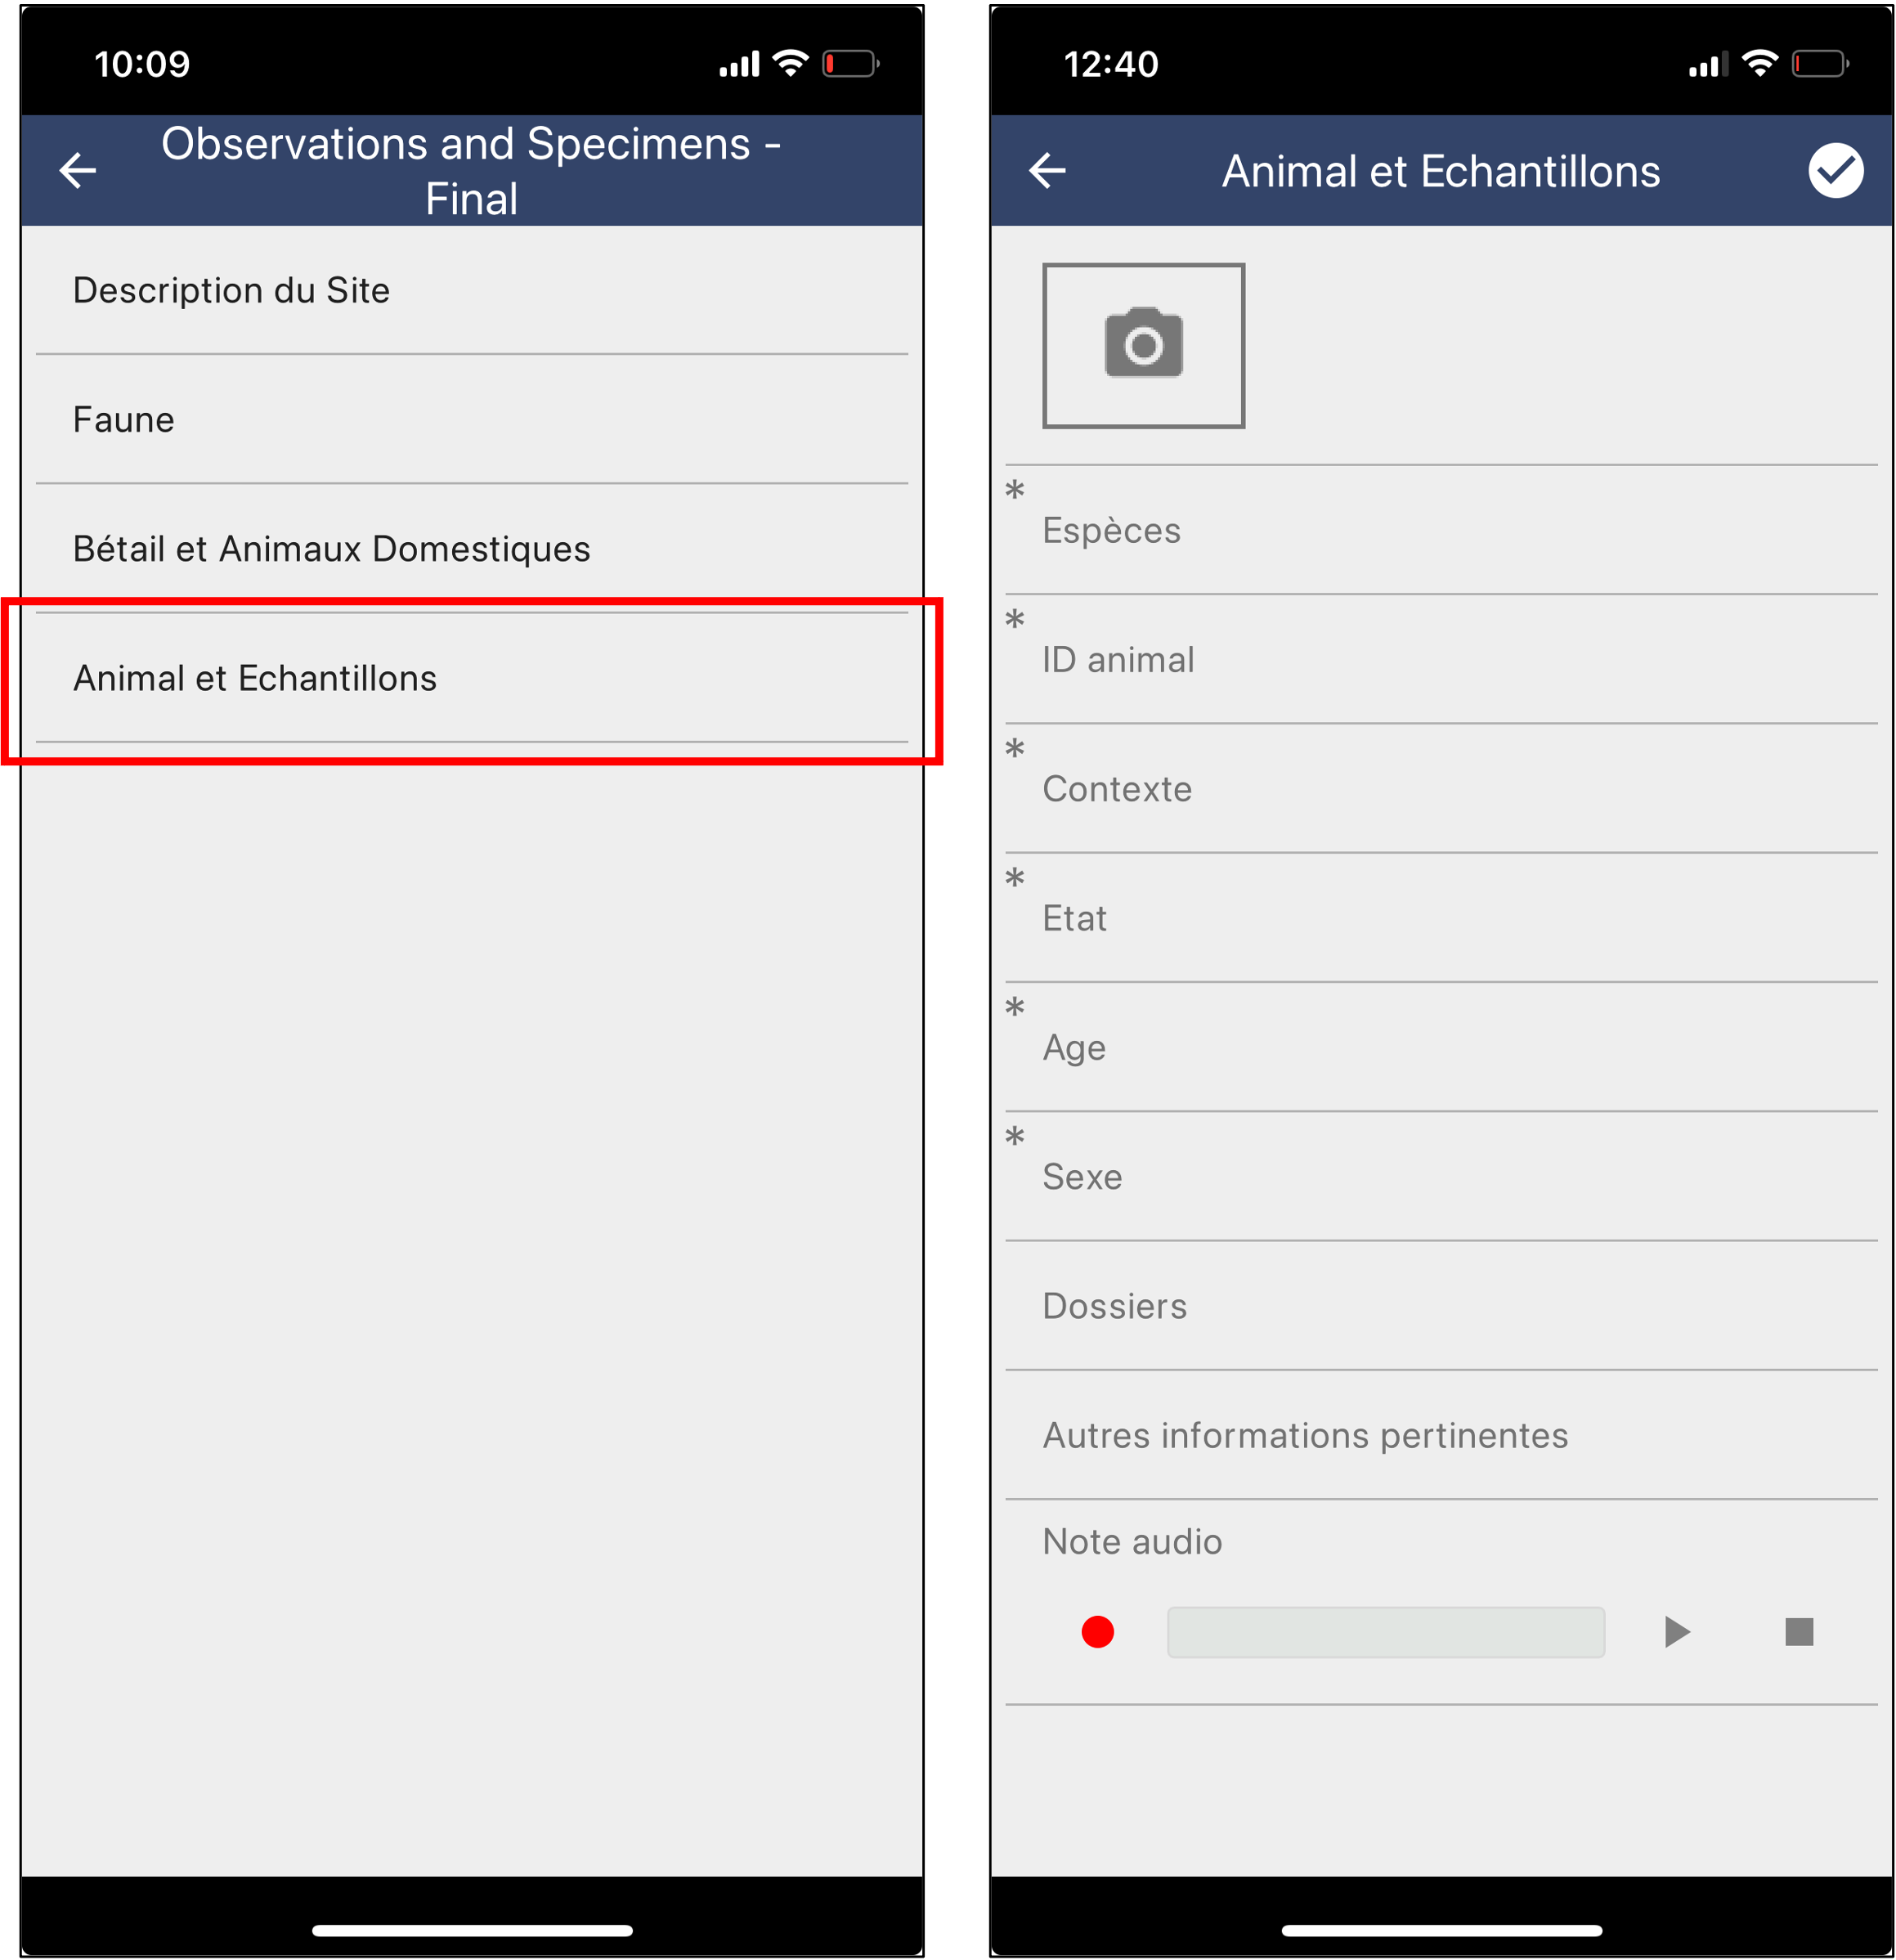 10:09
Observations and Specimens -
Final
Description du Site
Faune
Bétail et Animaux Domestiques
Animal et Echantillons
12:40
Animal et Echantillons
* Espèces
* ID animal
* Contexte
* Etat
* Age
* Sexe
Dossiers
Autres informations pertinentes
Note audio